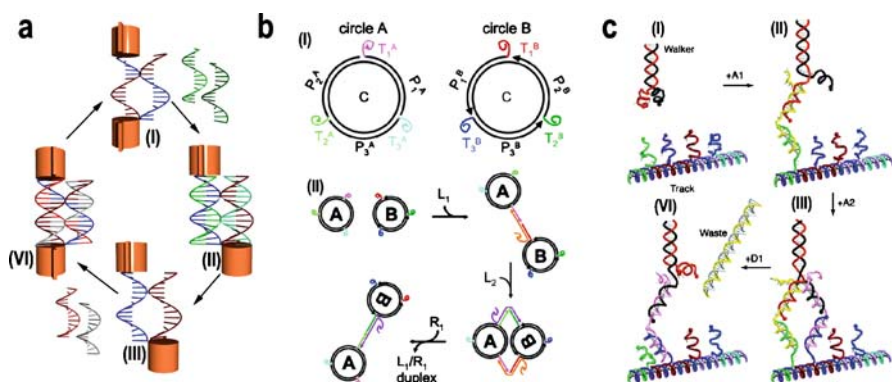 a
(I)
(II)
(III)
(VI)
b
circle A
circle B
(I)
T₁ᴬ
T₂ᴬ
T₃ᴬ
P₁ᴬ
P₂ᴬ
P₃ᴬ
C
T₁ᴮ
T₂ᴮ
T₃ᴮ
P₁ᴮ
P₂ᴮ
P₃ᴮ
C
(II)
A
B
L₁
A
B
L₂
A
B
R₁
L₁/R₁
duplex
B
A
c
(I)
Walker
+A1
(II)
Track
+A2
(VI)
Waste
+D1
(III)